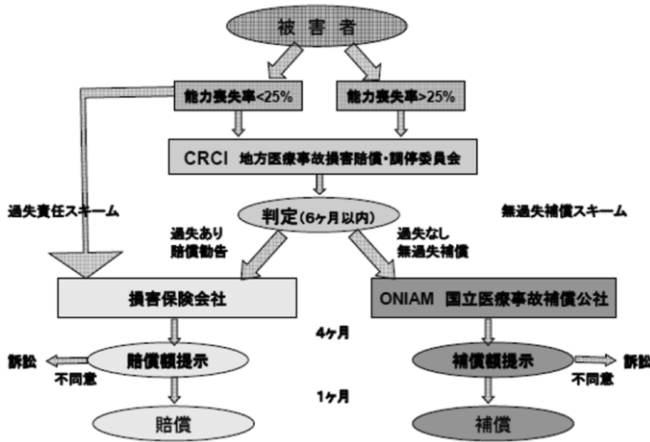 被害者
能力喪失率<25%
能力喪失率>25%
CRCI 地方医療事故損害賠償・調停委員会
過失責任スキーム
判定(6ヶ月以内)
無過失補償スキーム
過失あり
賠償勧告
過失なし
無過失補償
損害保険会社
ONIAM 国立医療事故補償公社
4ヶ月
訴訟
賠償額提示
補償額提示
訴訟
不同意
不同意
1ヶ月
賠償
補償